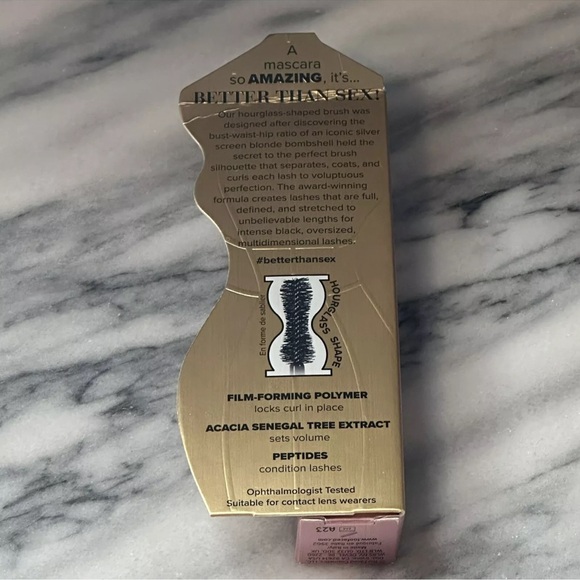 A
mascara
so AMAZING, it's...
BETTER THAN SEX!
Our hourglass-shaped brush was
designed after discovering the
bust-waist-hip ratio of an iconic silver
screen blonde bombshell held the
secret to the perfect brush
silhouette that separates, coats, and
curls each lash to voluptuous
perfection. The award-winning
formula creates lashes that are full,
defined, and stretched to
unbelievable lengths for
intense black, oversized,
multidimensional lashes.
#betterthansex
En forme de sablier
HOURGLASS SHAPE
FILM-FORMING POLYMER
locks curl in place
ACACIA SENEGAL TREE EXTRACT
sets volume
PEPTIDES
condition lashes
Ophthalmologist Tested
Suitable for contact lens wearers
A23
Made in Italy